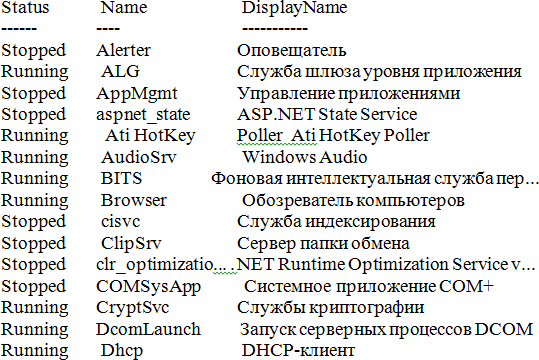 Status Name DisplayName
------ ---- -----------
Stopped Alerter Оповещатель
Running ALG Служба шлюза уровня приложения
Stopped AppMgmt Управление приложениями
Stopped aspnet_state ASP.NET State Service
Running Ati HotKey Poller Ati HotKey Poller
Running AudioSrv Windows Audio
Running BITS Фоновая интеллектуальная служба пер...
Running Browser Обозреватель компьютеров
Stopped cisvc Служба индексирования
Stopped ClipSrv Сервер папки обмена
Stopped clr_optimizatio... .NET Runtime Optimization Service v...
Stopped COMSysApp Системное приложение COM+
Running CryptSvc Службы криптографии
Running DcomLaunch Запуск серверных процессов DCOM
Running Dhcp DHCP-клиент